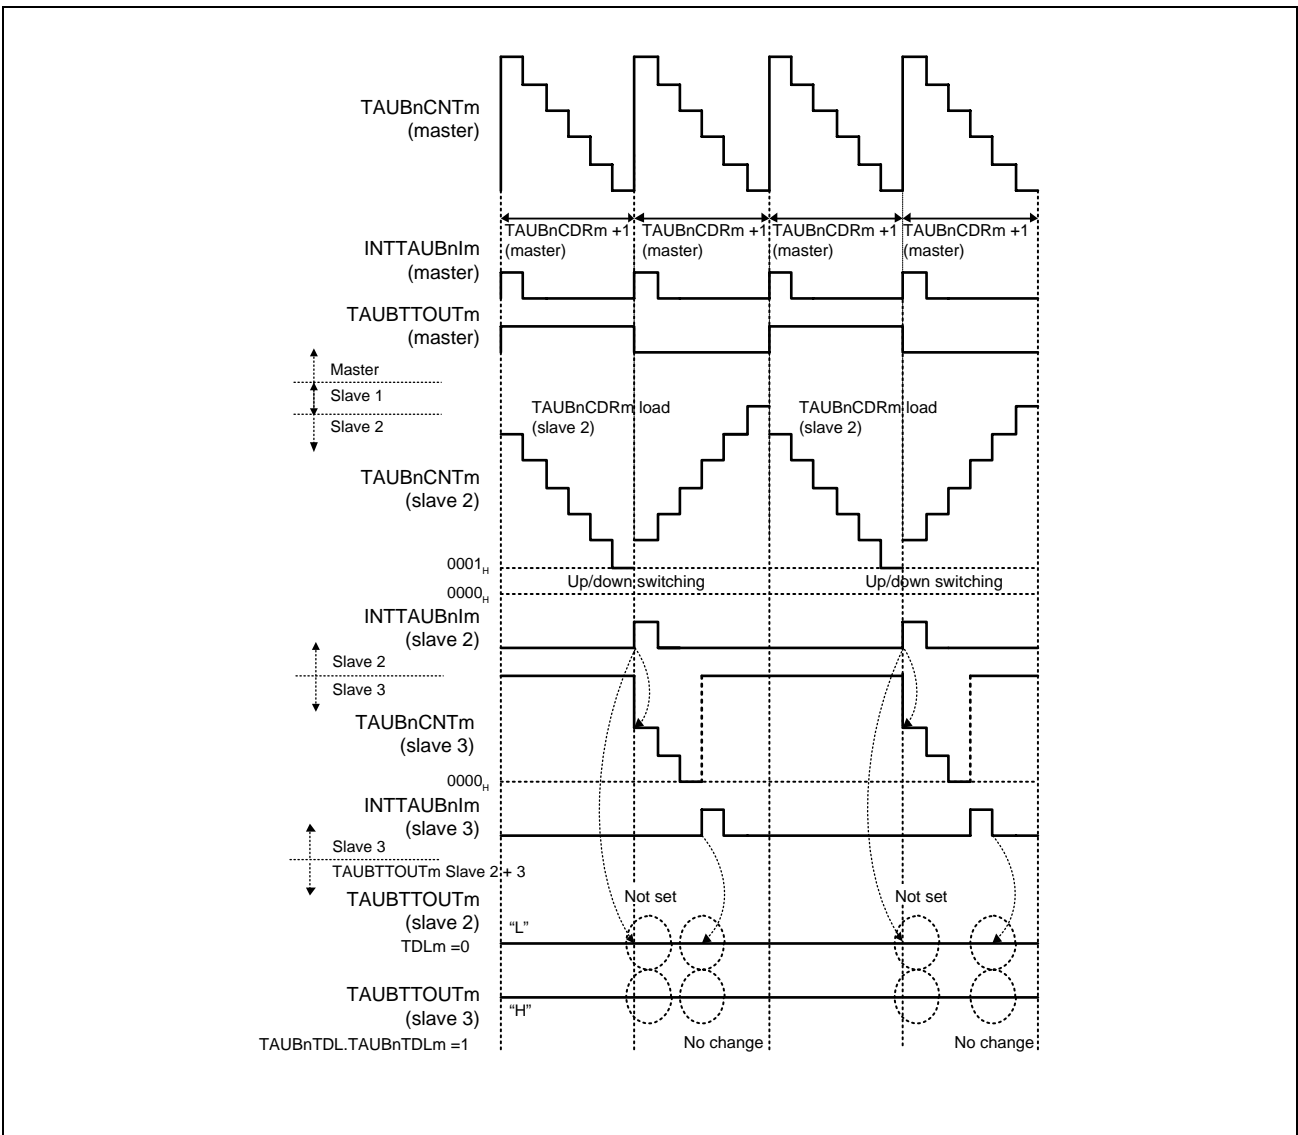 TAUBnCNTm
(master)
TAUBnCDRm +1 TAUBnCDRm +1 TAUBnCDRm +1 TAUBnCDRm +1
(master) (master) (master) (master)
INTTAUBnIm
(master)
TAUBTTOUTm
(master)
Master
Slave 1
Slave 2
TAUBnCDRm load
(slave 2)
TAUBnCDRm load
(slave 2)
TAUBnCNTm
(slave 2)
0001H
Up/down switching Up/down switching
0000H
INTTAUBnIm
(slave 2)
Slave 2
Slave 3
TAUBnCNTm
(slave 3)
0000H
INTTAUBnIm
(slave 3)
Slave 3
TAUBTTOUTm Slave 2 + 3
TAUBTTOUTm
(slave 2)
TDLm =0
“L”
Not set Not set
TAUBTTOUTm
(slave 3)
“H”
TAUBnTDL.TAUBnTDLm =1
No change No change